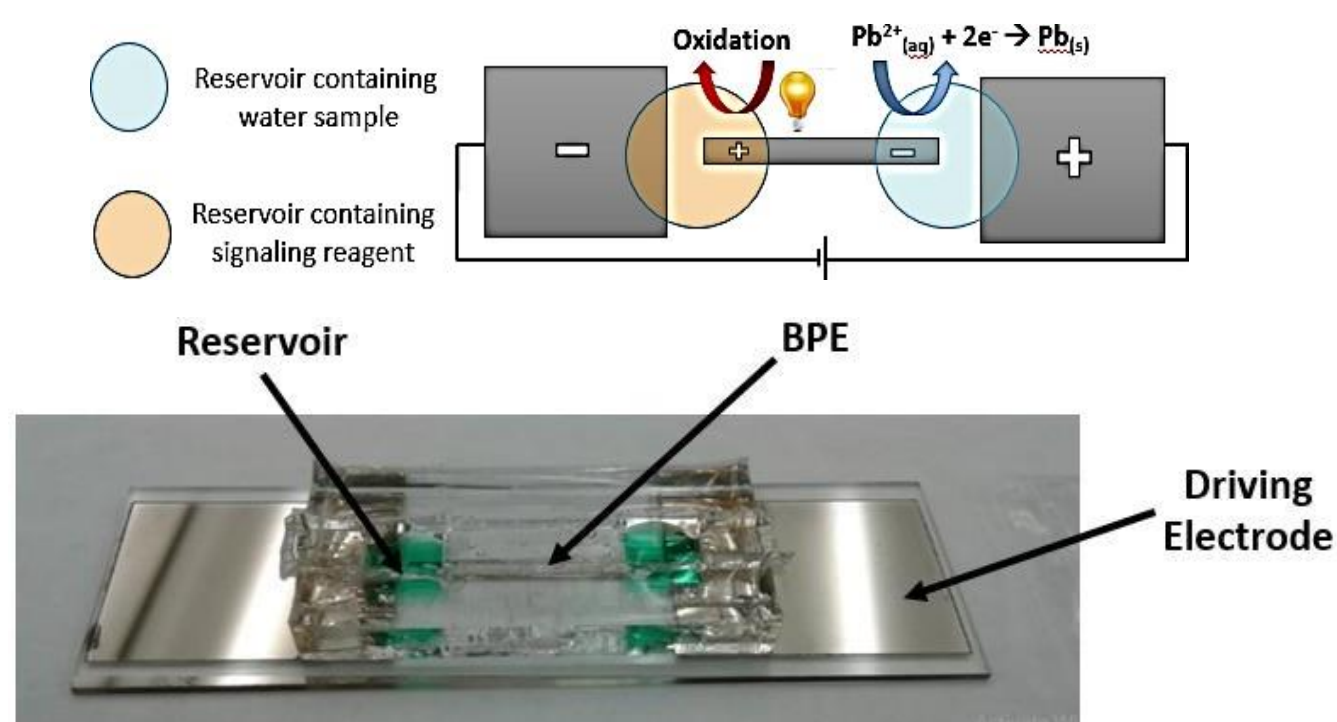 Oxidation
Pb²⁺(aq) + 2e⁻ → Pb(s)
Reservoir containing
water sample
− + − +
Reservoir containing
signaling reagent
Reservoir
BPE
Driving
Electrode